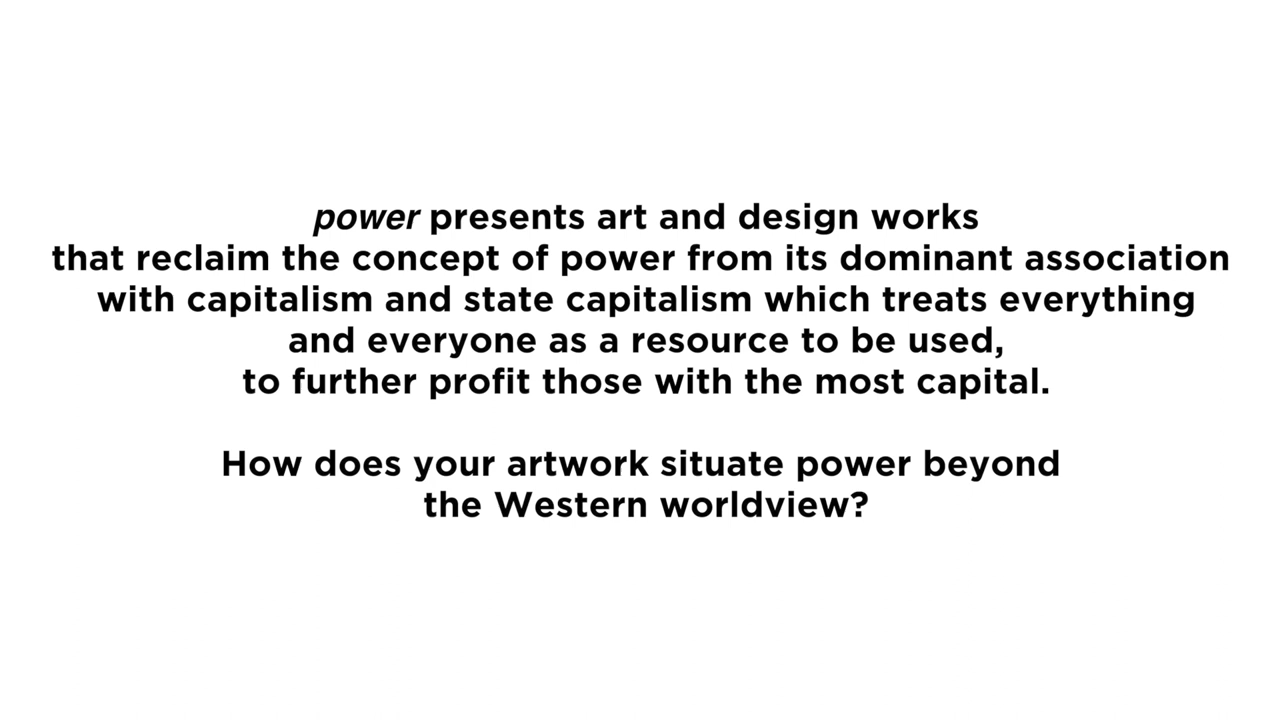 power presents art and design works
that reclaim the concept of power from its dominant association
with capitalism and state capitalism which treats everything
and everyone as a resource to be used,
to further profit those with the most capital.
How does your artwork situate power beyond
the Western worldview?